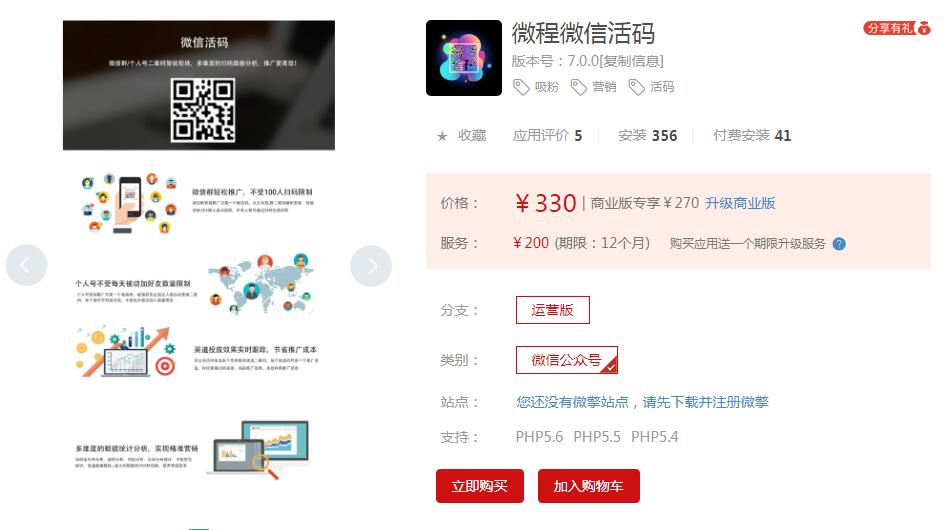 微信活码
微信群/个人号二维码智能轮换，多维度的扫码数据分析，推广更高效！
微信群轻松推广，不受100人扫码限制
个人号不受每天被动加好友数量限制
渠道投放效果实时跟踪，节省推广成本
多维度的数据统计分析，实现精准营销
微程微信活码
分享有礼
版本号：7.0.0[复制信息]
吸粉 营销 活码
★ 收藏 应用评价 5 安装 356 付费安装 41
价格： ¥ 330 | 商业版专享 ¥ 270 升级商业版
服务： ¥ 200 (期限：12个月) 购买应用送一个期限升级服务 ?
分支： 运营版
类别： 微信公众号
站点： 您还没有微擎站点，请先下载并注册微擎
支持： PHP5.6 PHP5.5 PHP5.4
立即购买 加入购物车